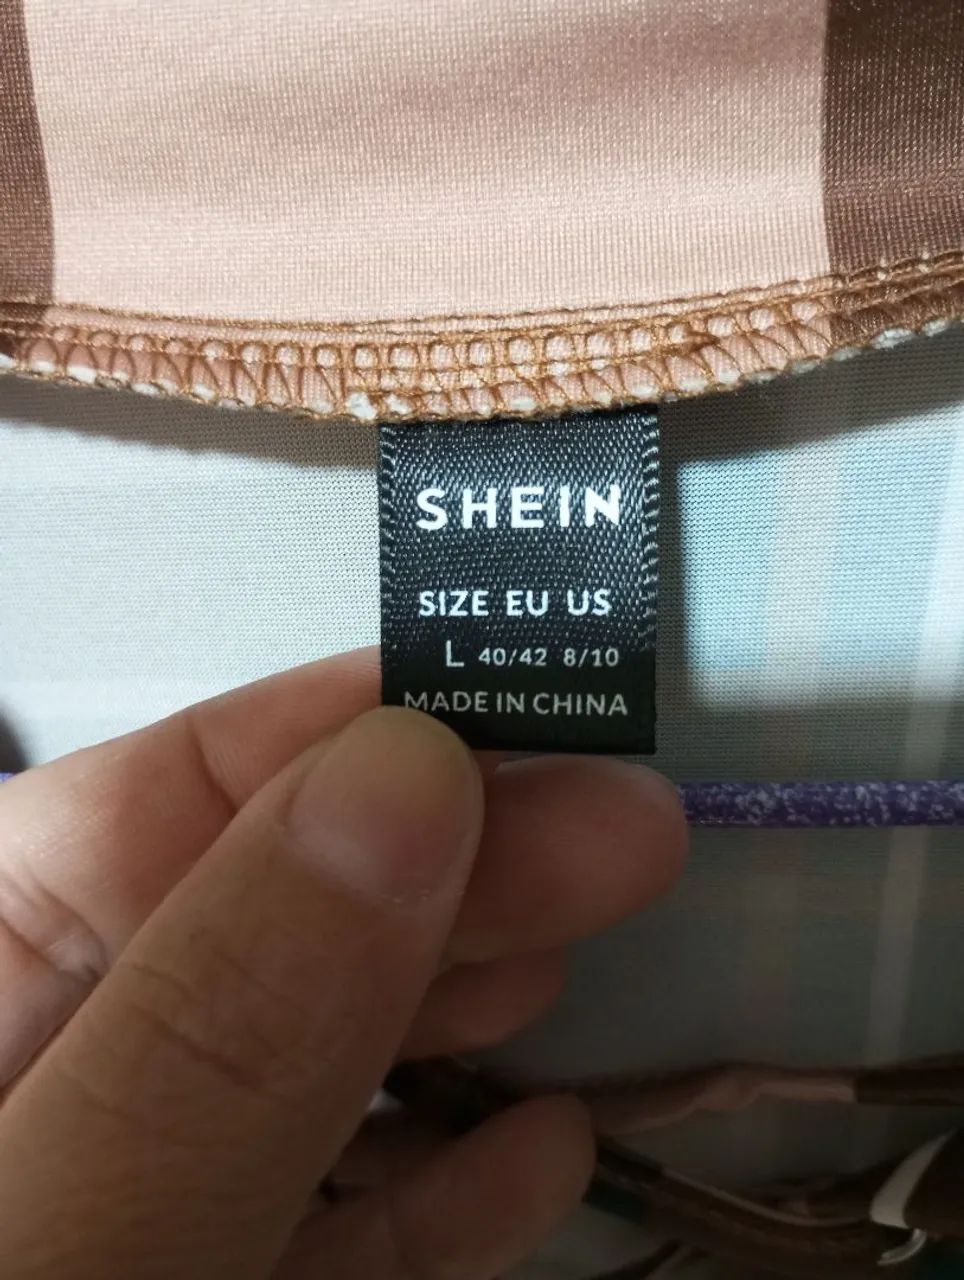 SHEIN
SIZE EU US
L 40/42 8/10
MADE IN CHINA